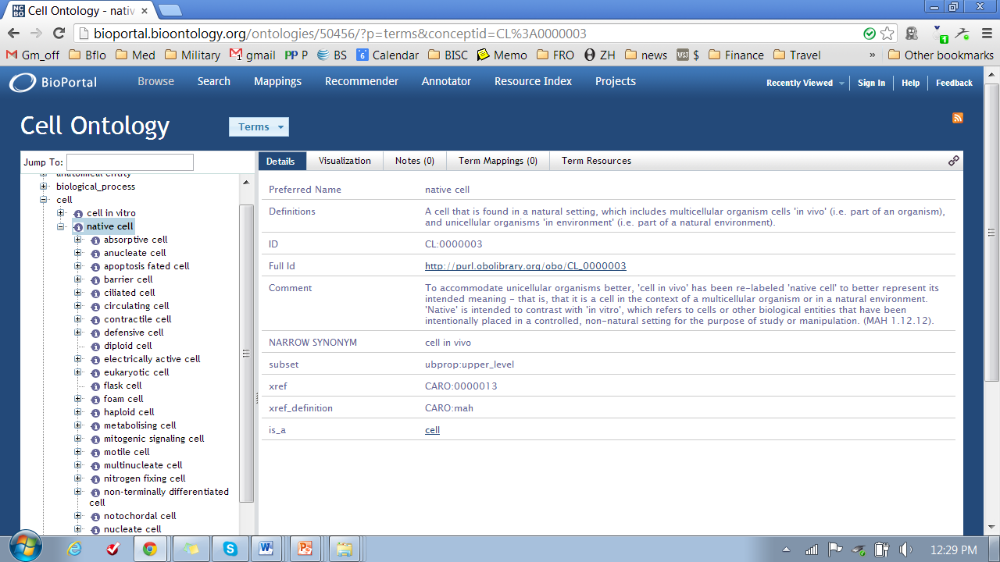 NC
BO
Cell Ontology - nativ
bioportal.bioontology.org/ontologies/50456/?p=terms&conceptid=CL%3A0000003
1
Gm_off Bflo Med Military gmail PP P BS 6 Calendar BISC Memo FRO ZH news WST $ Finance Travel » Other bookmarks
BioPortal Browse Search Mappings Recommender Annotator Resource Index Projects Recently Viewed Sign In Help Feedback
Cell Ontology Terms
Jump To:
Details Visualization Notes (0) Term Mappings (0) Term Resources
anatomical entity
biological_process
cell
cell in vitro
native cell
absorptive cell
anucleate cell
apoptosis fated cell
barrier cell
ciliated cell
circulating cell
contractile cell
defensive cell
diploid cell
electrically active cell
eukaryotic cell
flask cell
foam cell
haploid cell
metabolising cell
mitogenic signaling cell
motile cell
multinucleate cell
nitrogen fixing cell
non-terminally differentiated
cell
notochordal cell
nucleate cell
Preferred Name native cell
Definitions A cell that is found in a natural setting, which includes multicellular organism cells 'in vivo' (i.e. part of an organism),
and unicellular organisms 'in environment' (i.e. part of a natural environment).
ID CL:0000003
Full Id http://purl.obolibrary.org/obo/CL_0000003
Comment To accommodate unicellular organisms better, 'cell in vivo' has been re-labeled 'native cell' to better represent its
intended meaning - that is, that it is a cell in the context of a multicellular organism or in a natural environment.
'Native' is intended to contrast with 'in vitro', which refers to cells or other biological entities that have been
intentionally placed in a controlled, non-natural setting for the purpose of study or manipulation. (MAH 1.12.12).
NARROW SYNONYM cell in vivo
subset ubprop:upper_level
xref CARO:0000013
xref_definition CARO:mah
is_a cell
12:29 PM